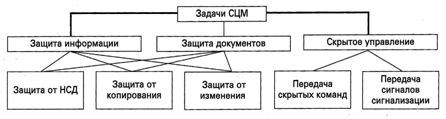 Задачи СЦМ
Защита информации
Защита документов
Скрытое управление
Защита от НСД
Защита от
копирования
Защита от
изменения
Передача
скрытых команд
Передача
сигналов
сигнализации